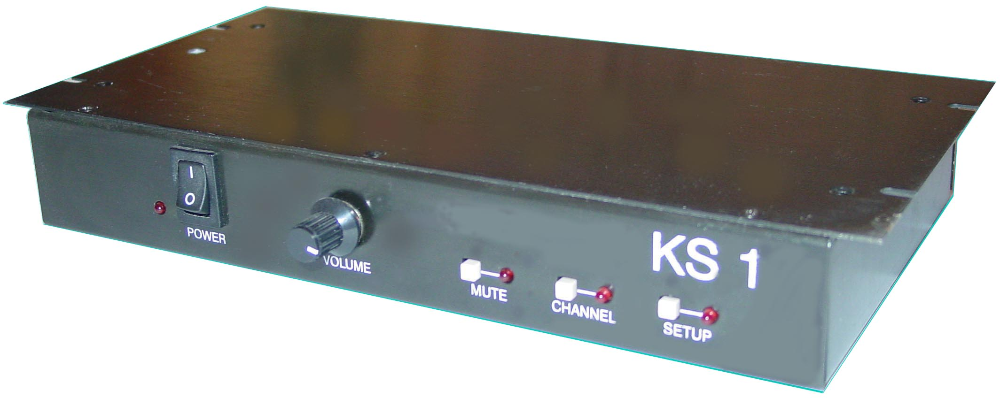 I
O
POWER
VOLUME
MUTE
CHANNEL
KS 1
SETUP